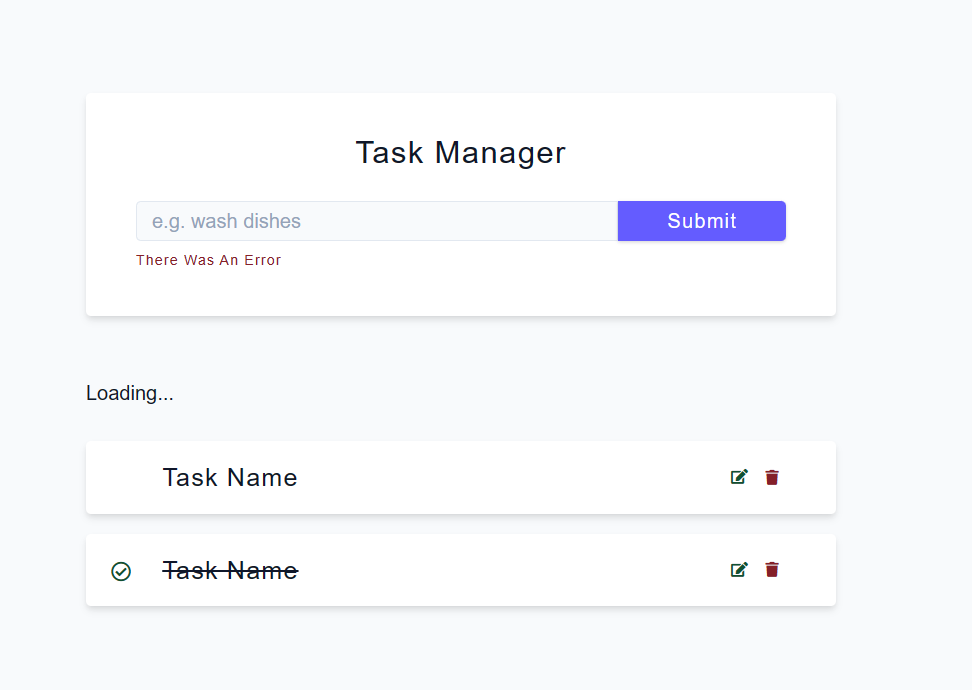 Task Manager
e.g. wash dishes Submit
There Was An Error
Loading...
Task Name
Task Name